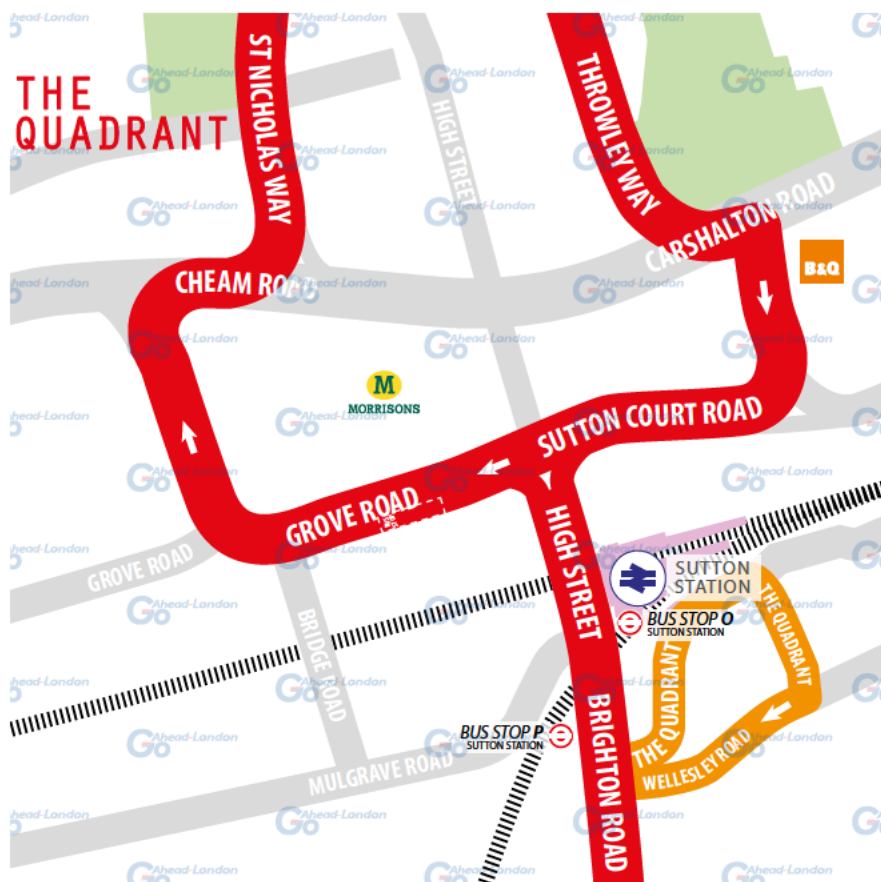 THE
QUADRANT
ST NICHOLAS WAY
HIGH STREET
THROWLEY WAY
CARSHALTON ROAD
B&Q
CHEAM ROAD
M
MORRISONS
SUTTON COURT ROAD
GROVE ROAD
GROVE ROAD
HIGH STREET
SUTTON
STATION
BUS STOP O
SUTTON STATION
THE QUADRANT
THE QUADRANT
BRIDGE ROAD
BUS STOP P
SUTTON STATION
WELLESLEY ROAD
MULGRAVE ROAD
BRIGHTON ROAD
Go Ahead-London